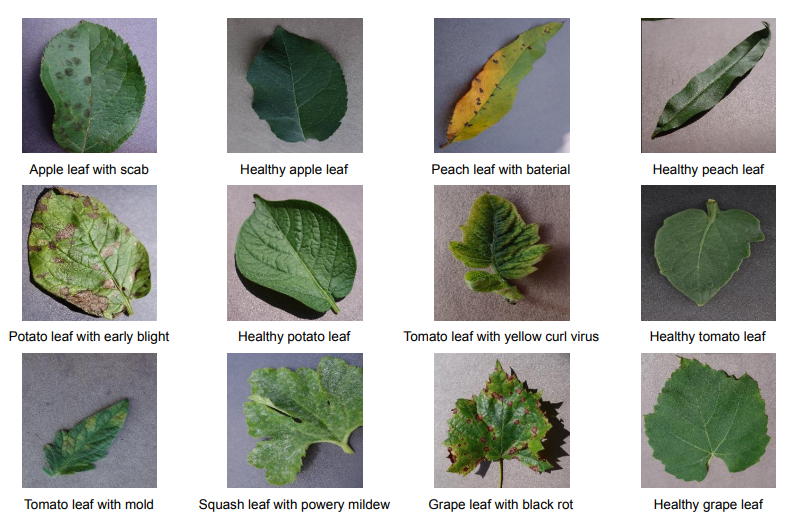 Apple leaf with scab
Healthy apple leaf
Peach leaf with baterial
Healthy peach leaf
Potato leaf with early blight
Healthy potato leaf
Tomato leaf with yellow curl virus
Healthy tomato leaf
Tomato leaf with mold
Squash leaf with powery mildew
Grape leaf with black rot
Healthy grape leaf